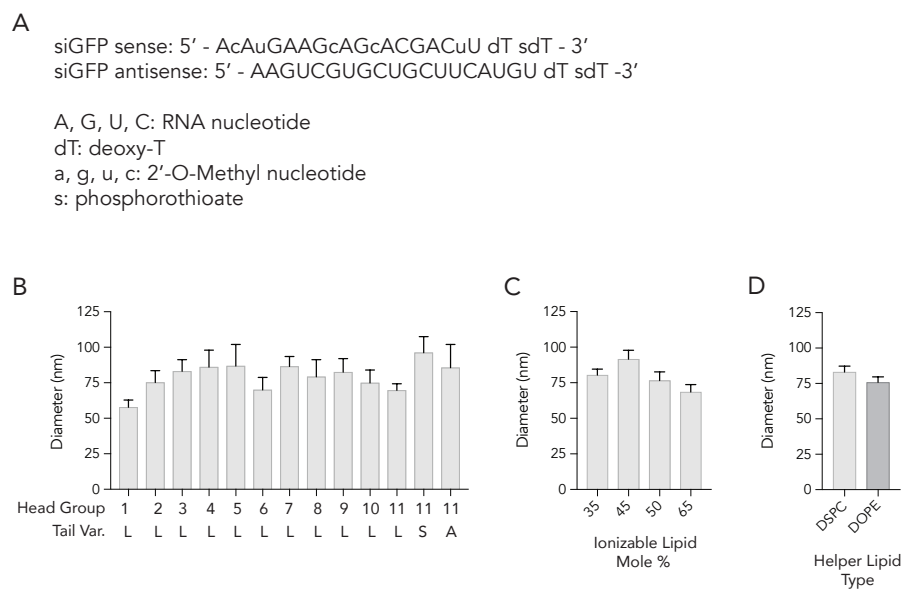 A
siGFP sense: 5′ - AcAuGAAGcAGcACGACuU dT sdT - 3′
siGFP antisense: 5′ - AAGUCGUGCUGCUUCAUGU dT sdT -3′
A, G, U, C: RNA nucleotide
dT: deoxy-T
a, g, u, c: 2′-O-Methyl nucleotide
s: phosphorothioate
B
Diameter (nm)
125
100
75
50
25
0
Head Group 1 2 3 4 5 6 7 8 9 10 11 11 11
Tail Var. L L L L L L L L L L L S A
C
Diameter (nm)
125
100
75
50
25
0
35 45 50 65
Ionizable Lipid
Mole %
D
Diameter (nm)
125
100
75
50
25
0
DSPC DOPE
Helper Lipid
Type